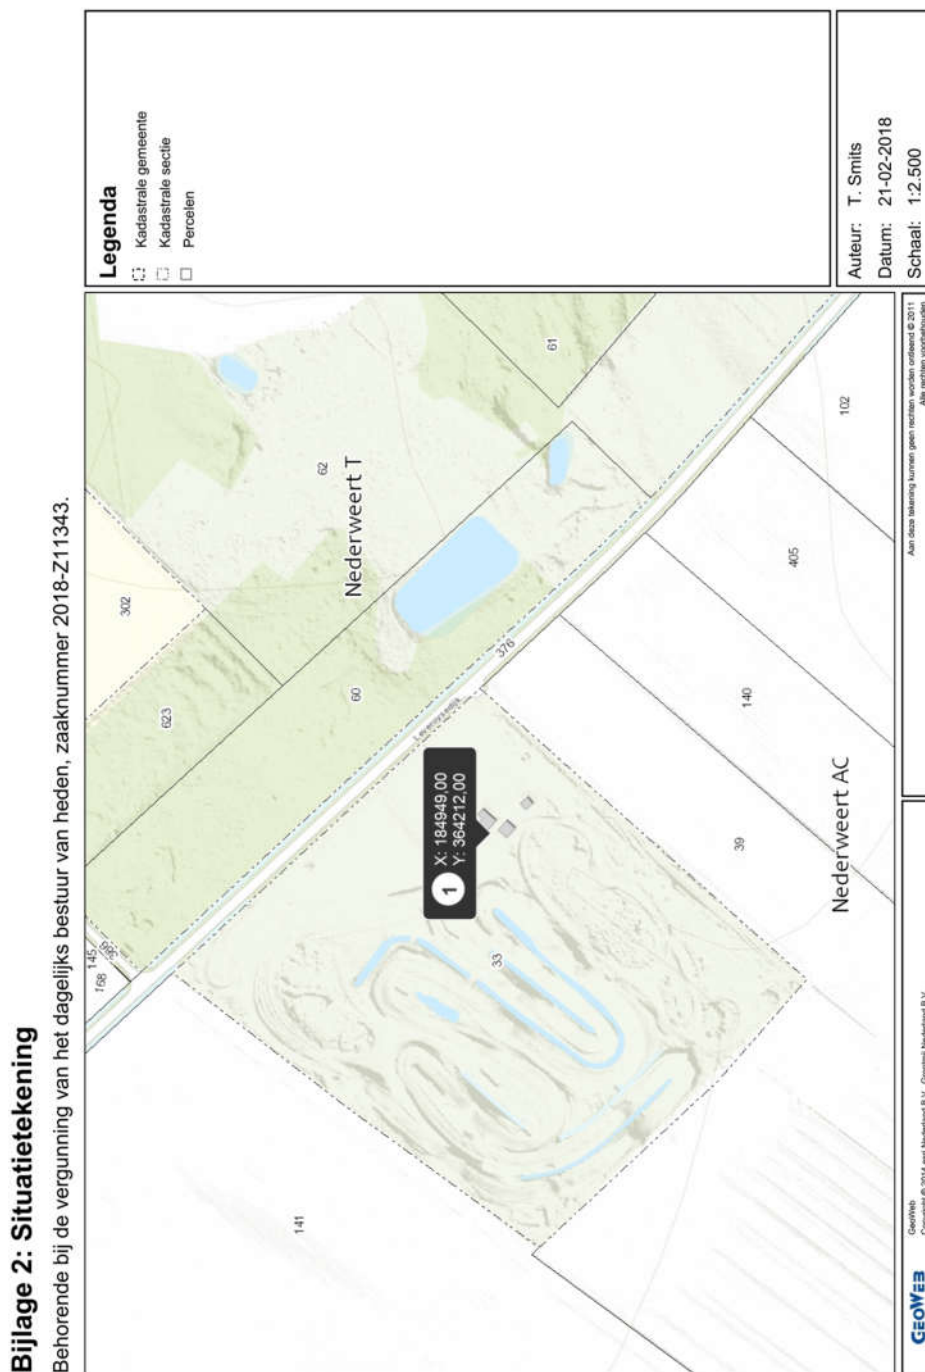 Bijlage 2: Situatietekening
Behorende bij de vergunning van het dagelijks bestuur van heden, zaaknummer 2018-Z111343.
Legenda
Kadastrale gemeente
Kadastrale sectie
Percelen
302
623
62
Nederweert T
60
61
145
168
376
X: 184949,00
Y: 364212,00
1
33
141
39
140
405
102
Nederweert AC
Auteur: T. Smits
Datum: 21-02-2018
Schaal: 1:2.500
GEOWEB
GeoWeb
Aan deze tekening kunnen geen rechten worden ontleend © 2011
Alle rechten voorbehouden